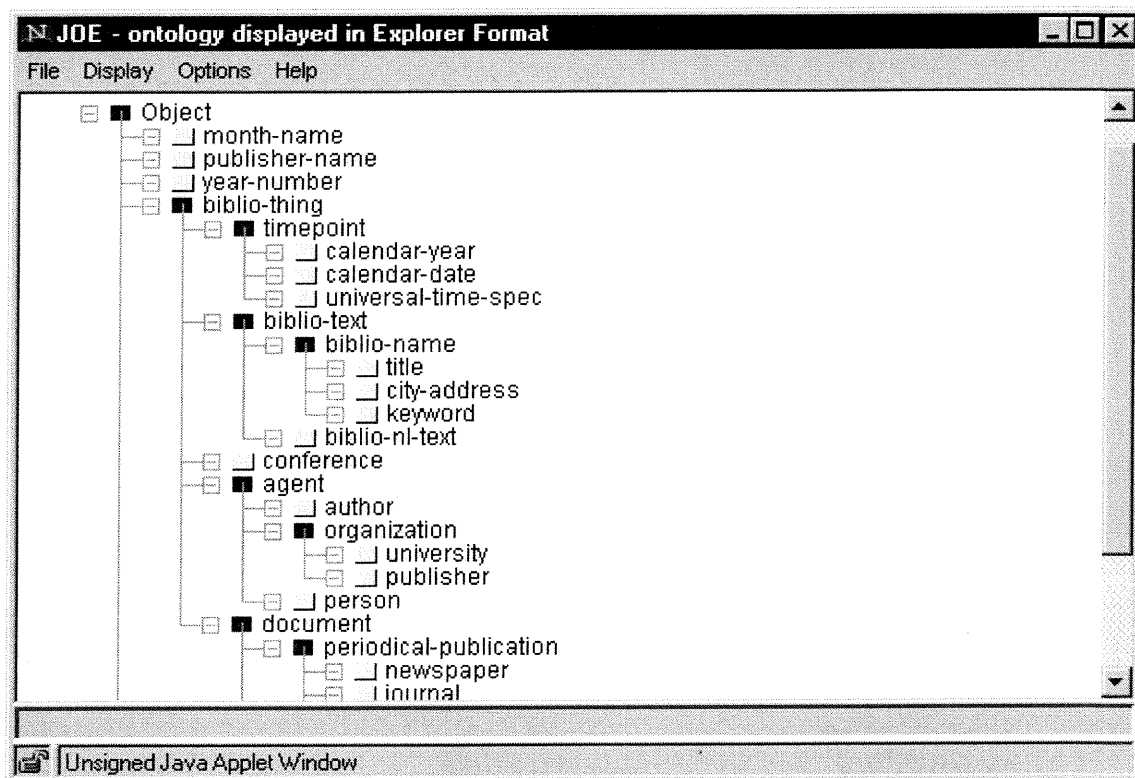 JOE - ontology displayed in Explorer Format
File Display Options Help
Object
month-name
publisher-name
year-number
biblio-thing
timepoint
calendar-year
calendar-date
universal-time-spec
biblio-text
biblio-name
title
city-address
keyword
biblio-nl-text
conference
agent
author
organization
university
publisher
person
document
periodical-publication
newspaper
journal
Unsigned Java Applet Window